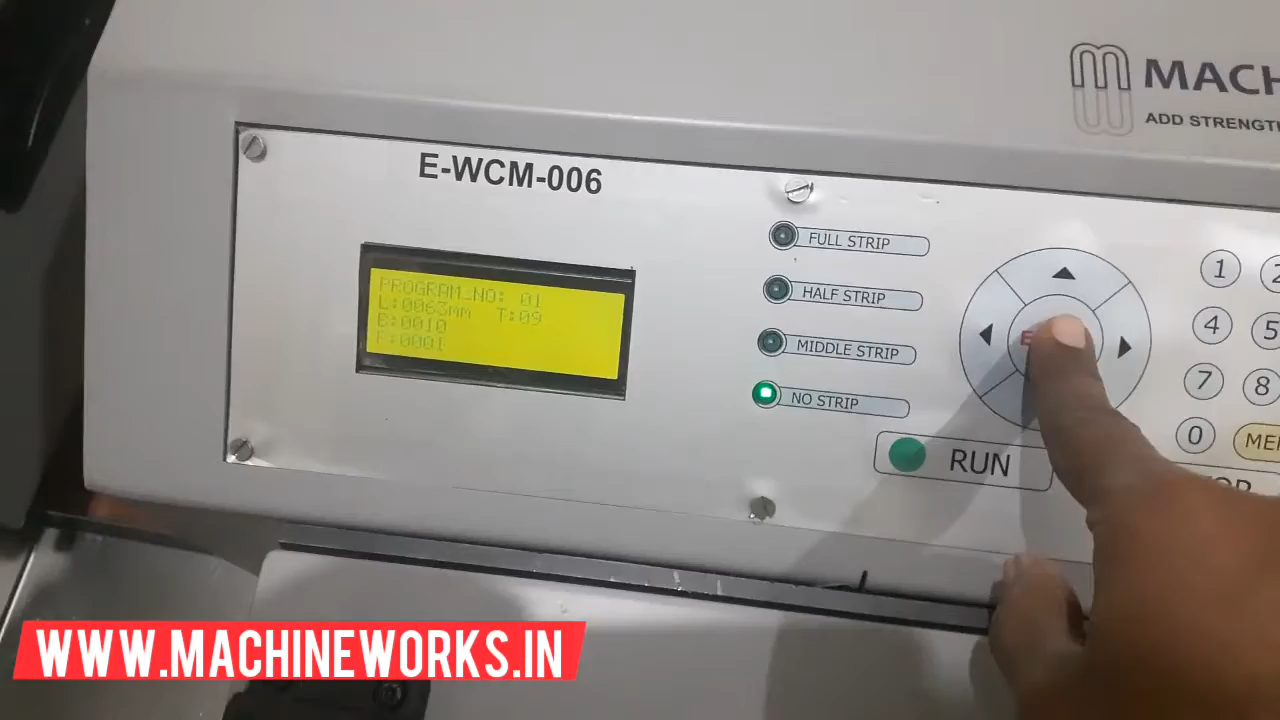 MACH
ADD STRENGTH
E-WCM-006
PROGRAM_NO: 01
L:0063mm T:09
B:0010
F:0001
FULL STRIP
HALF STRIP
MIDDLE STRIP
NO STRIP
RUN
1 2
4 5
7 8
0 MEM
WWW.MACHINEWORKS.IN